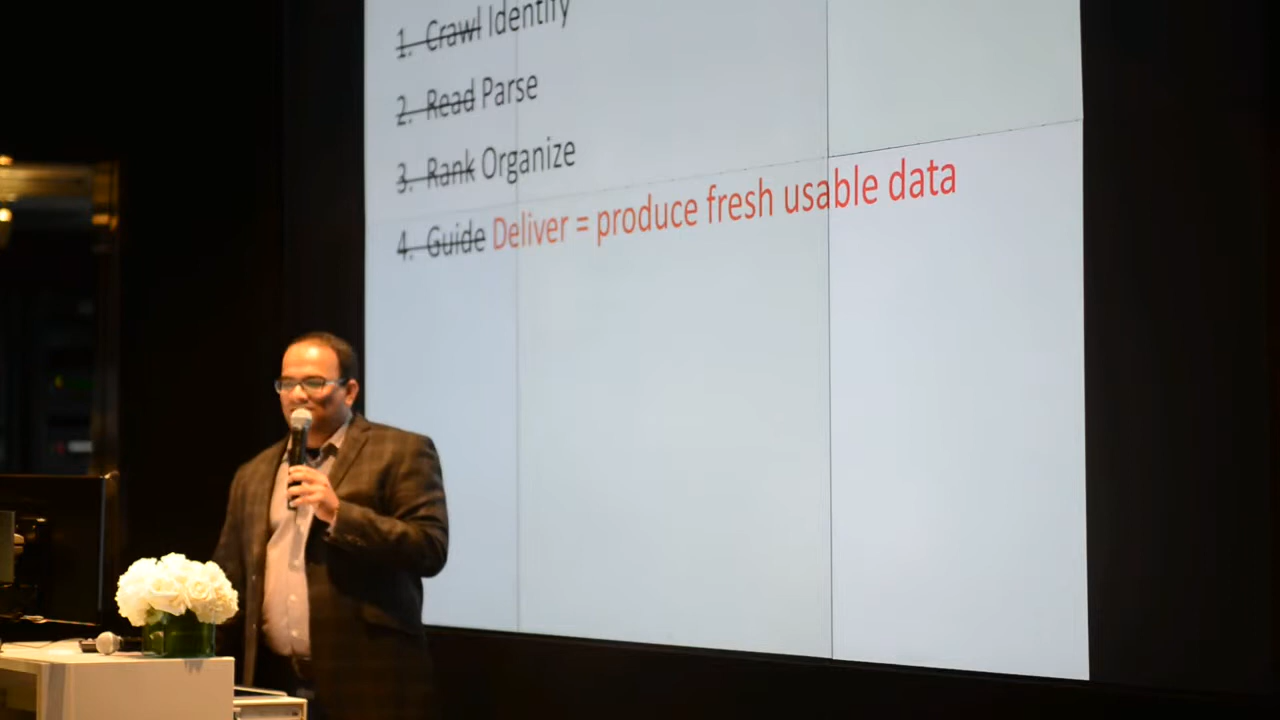 1. Crawl Identify
2. Read Parse
3. Rank Organize
4. Guide Deliver = produce fresh usable data